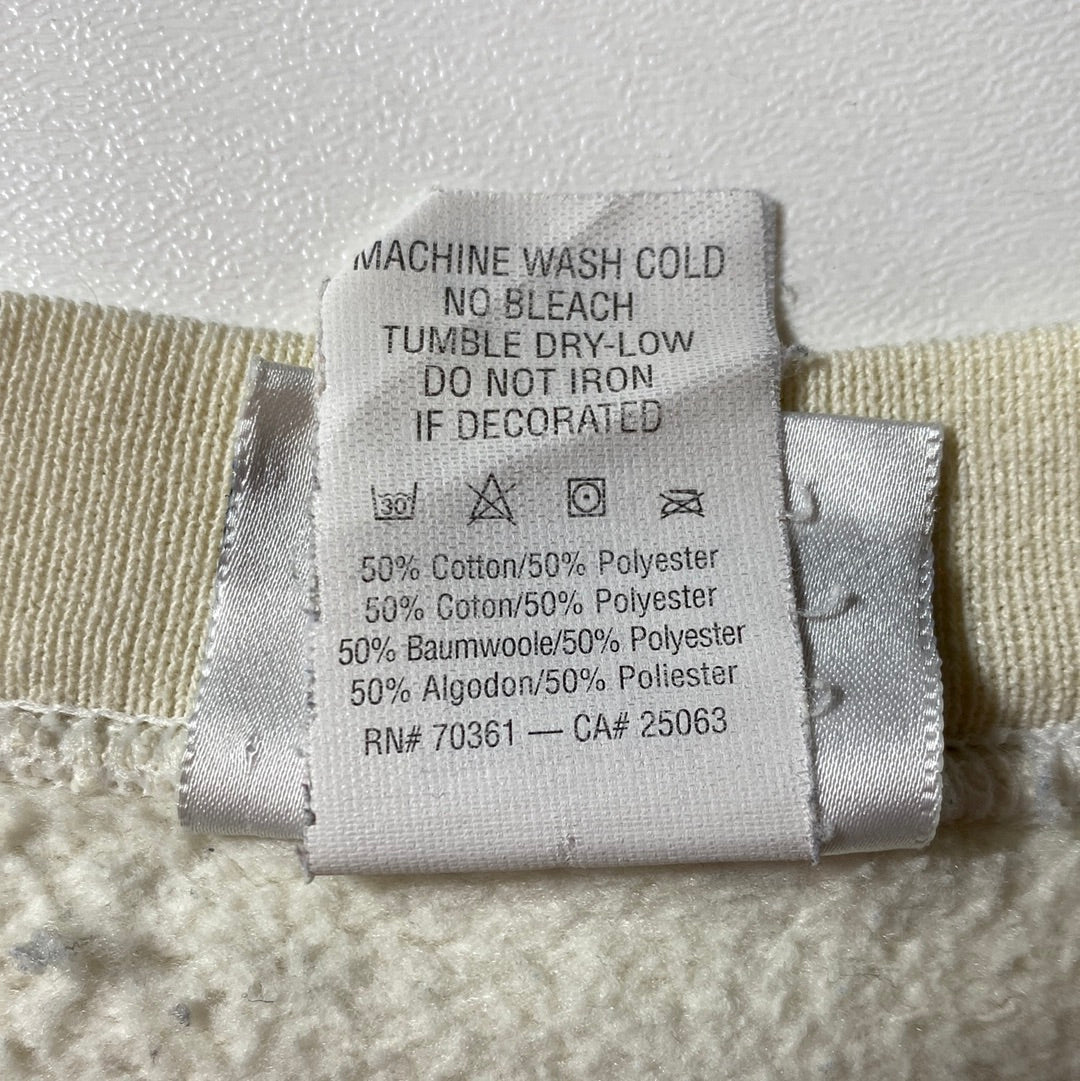 MACHINE WASH COLD
NO BLEACH
TUMBLE DRY-LOW
DO NOT IRON
IF DECORATED
30
50% Cotton/50% Polyester
50% Coton/50% Polyester
50% Baumwoole/50% Polyester
50% Algodon/50% Poliester
RN# 70361 — CA# 25063